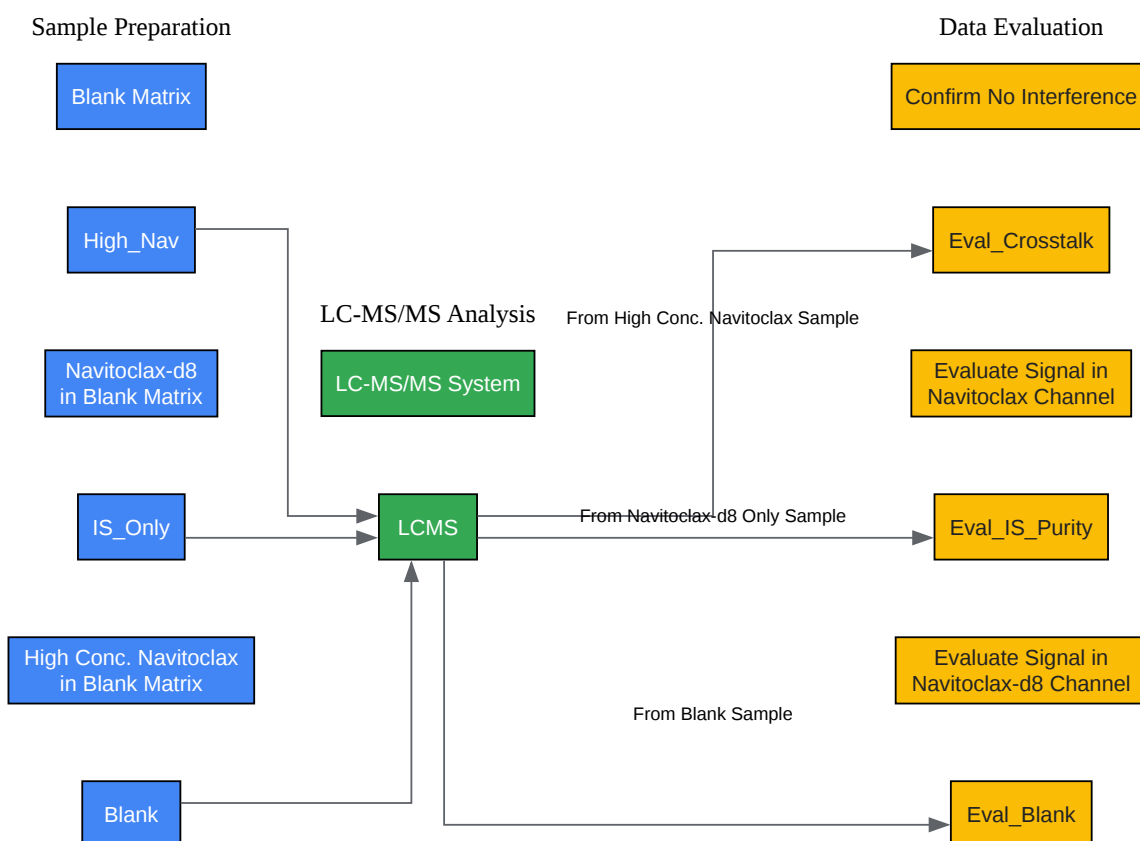 Sample Preparation
Data Evaluation
Blank Matrix
Confirm No Interference
High_Nav
Eval_Crosstalk
LC-MS/MS Analysis
From High Conc. Navitoclax Sample
Navitoclax-d8
in Blank Matrix
LC-MS/MS System
Evaluate Signal in
Navitoclax Channel
IS_Only
LCMS
From Navitoclax-d8 Only Sample
Eval_IS_Purity
High Conc. Navitoclax
in Blank Matrix
Evaluate Signal in
Navitoclax-d8 Channel
From Blank Sample
Blank
Eval_Blank